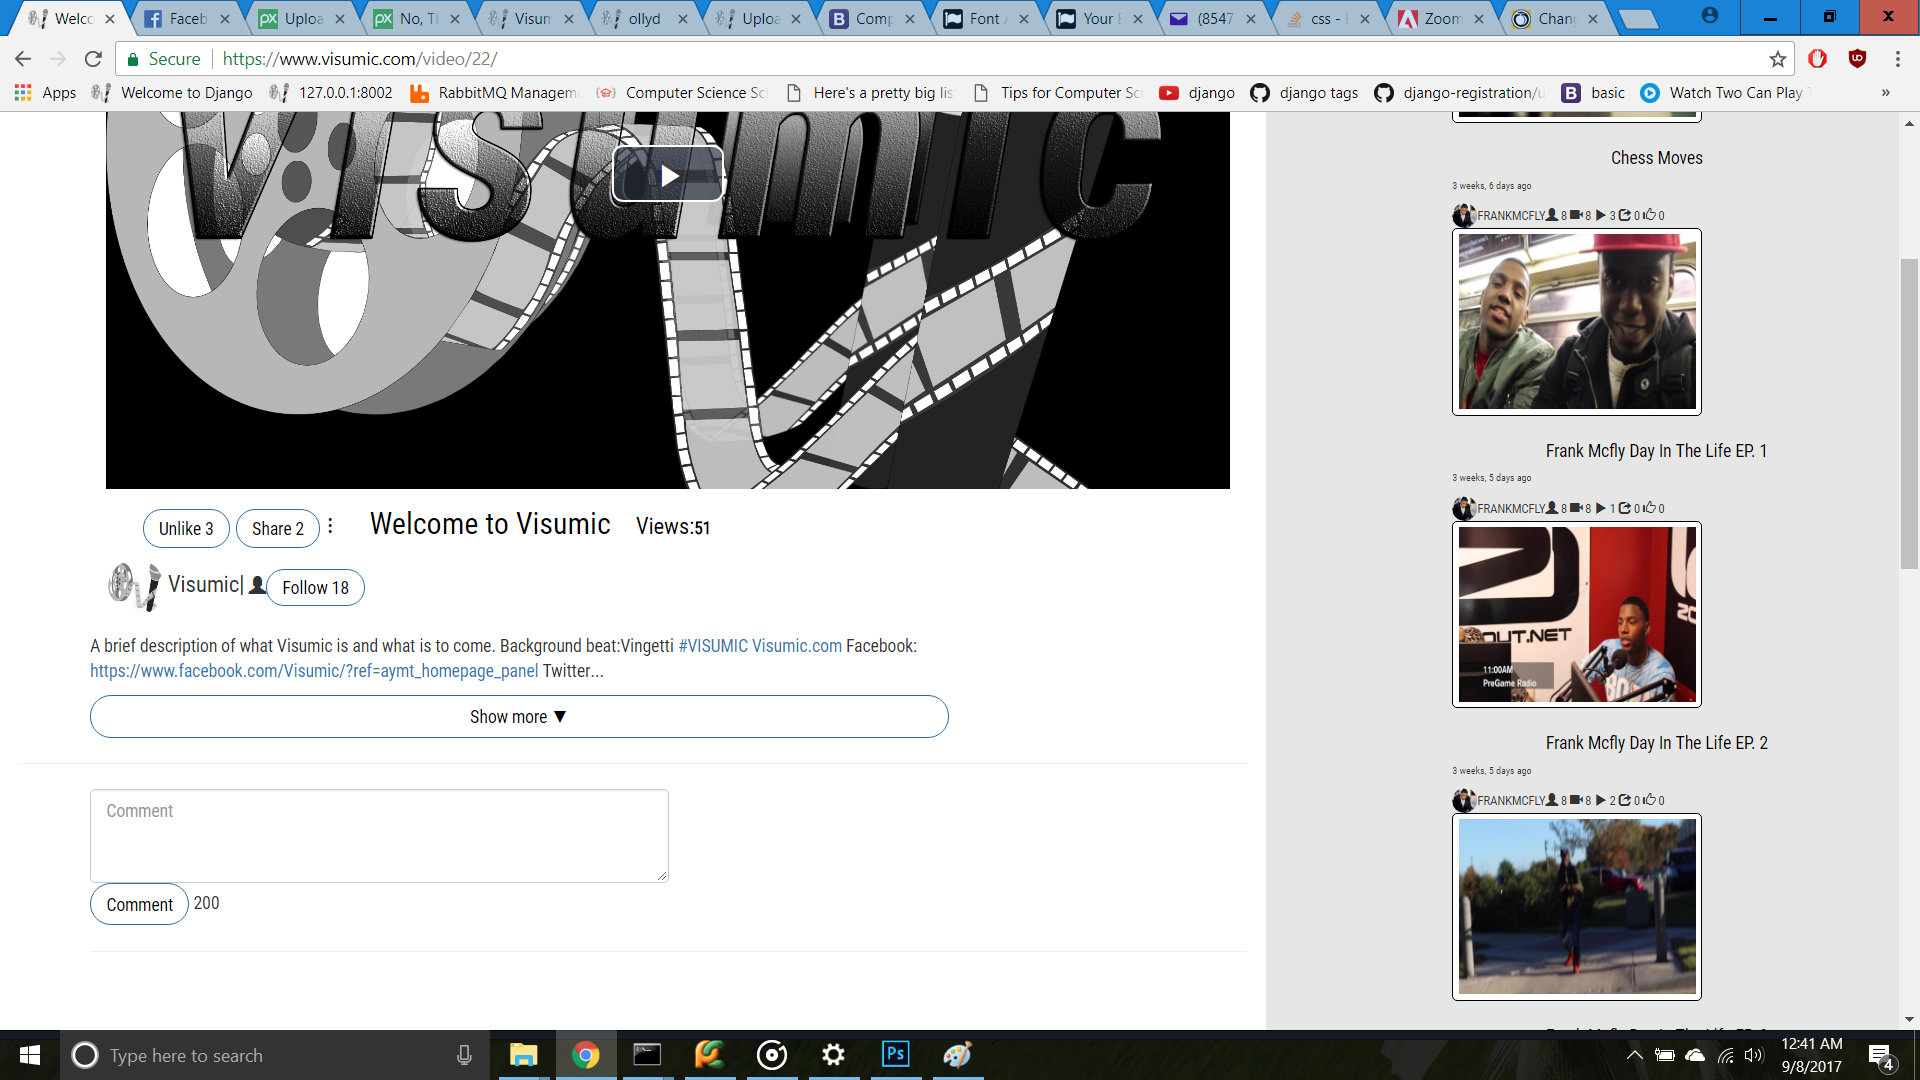 Welco
Faceb
Uploa
No, Th
Visum
ollyd
Uploa
Comp
Font A
Your E
(8547
css - H
Zoom
Chang
Secure
https://www.visumic.com/video/22/
Apps
Welcome to Django
127.0.0.1:8002
RabbitMQ Managem
Computer Science Sc
Here's a pretty big lis
Tips for Computer Sc
django
django tags
django-registration/u
basic
Watch Two Can Play T
»
Visumic
Unlike 3
Share 2
Welcome to Visumic
Views:51
Visumic|
Follow 18
A brief description of what Visumic is and what is to come. Background beat:Vingetti #VISUMIC Visumic.com Facebook:
https://www.facebook.com/Visumic/?ref=aymt_homepage_panel Twitter...
Show more ▼
Comment
Comment
200
Chess Moves
3 weeks, 6 days ago
FRANKMCFLY 8 8 3 0 0
Frank Mcfly Day In The Life EP. 1
3 weeks, 5 days ago
FRANKMCFLY 8 8 1 0 0
OUT.NET
11:00AM
PreGame Radio
Frank Mcfly Day In The Life EP. 2
3 weeks, 5 days ago
FRANKMCFLY 8 8 2 0 0
Type here to search
Ps
12:41 AM
9/8/2017
4